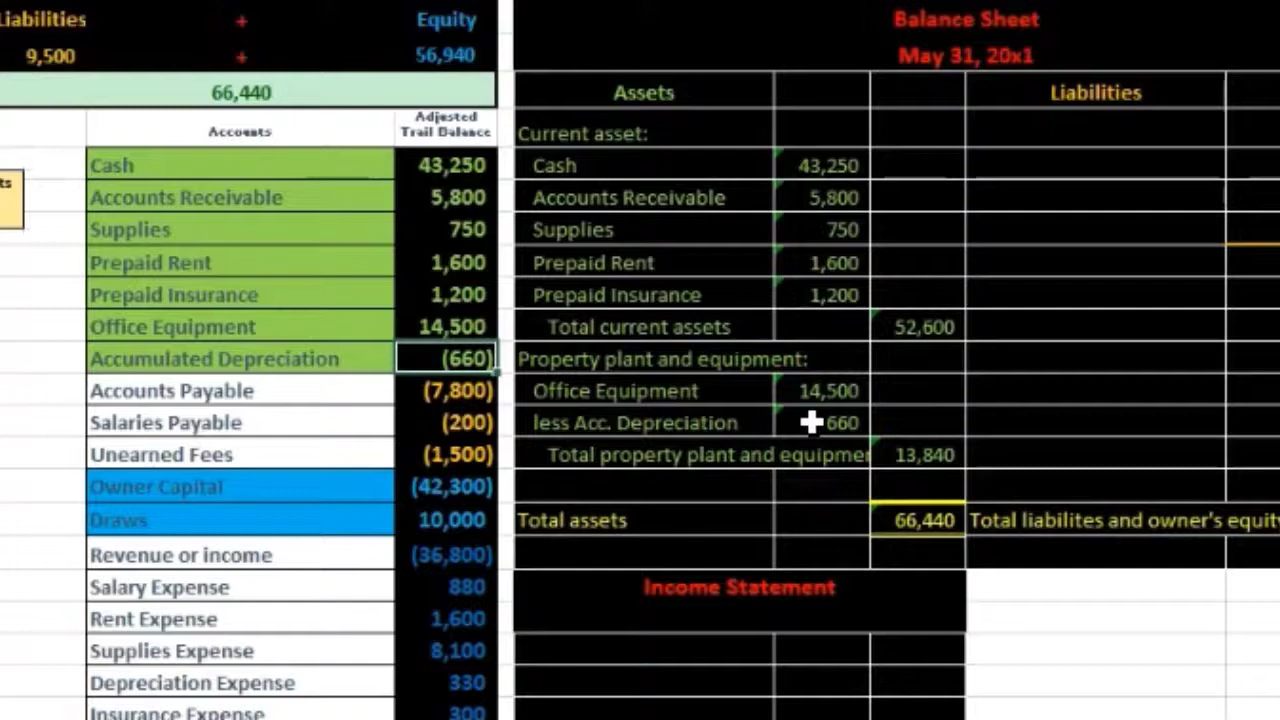 Liabilities + Equity
9,500 + 56,940
66,440
Accounts Adjusted Trail Balance
Cash 43,250
Accounts Receivable 5,800
Supplies 750
Prepaid Rent 1,600
Prepaid Insurance 1,200
Office Equipment 14,500
Accumulated Depreciation (660)
Accounts Payable (7,800)
Salaries Payable (200)
Unearned Fees (1,500)
Owner Capital (42,300)
Draws 10,000
Revenue or income (36,800)
Salary Expense 880
Rent Expense 1,600
Supplies Expense 8,100
Depreciation Expense 330
Insurance Expense 300
Balance Sheet
May 31, 20x1
Assets Liabilities
Current asset:
Cash 43,250
Accounts Receivable 5,800
Supplies 750
Prepaid Rent 1,600
Prepaid Insurance 1,200
Total current assets 52,600
Property plant and equipment:
Office Equipment 14,500
less Acc. Depreciation 660
Total property plant and equipmen 13,840
Total assets 66,440 Total liabilites and owner's equity
Income Statement